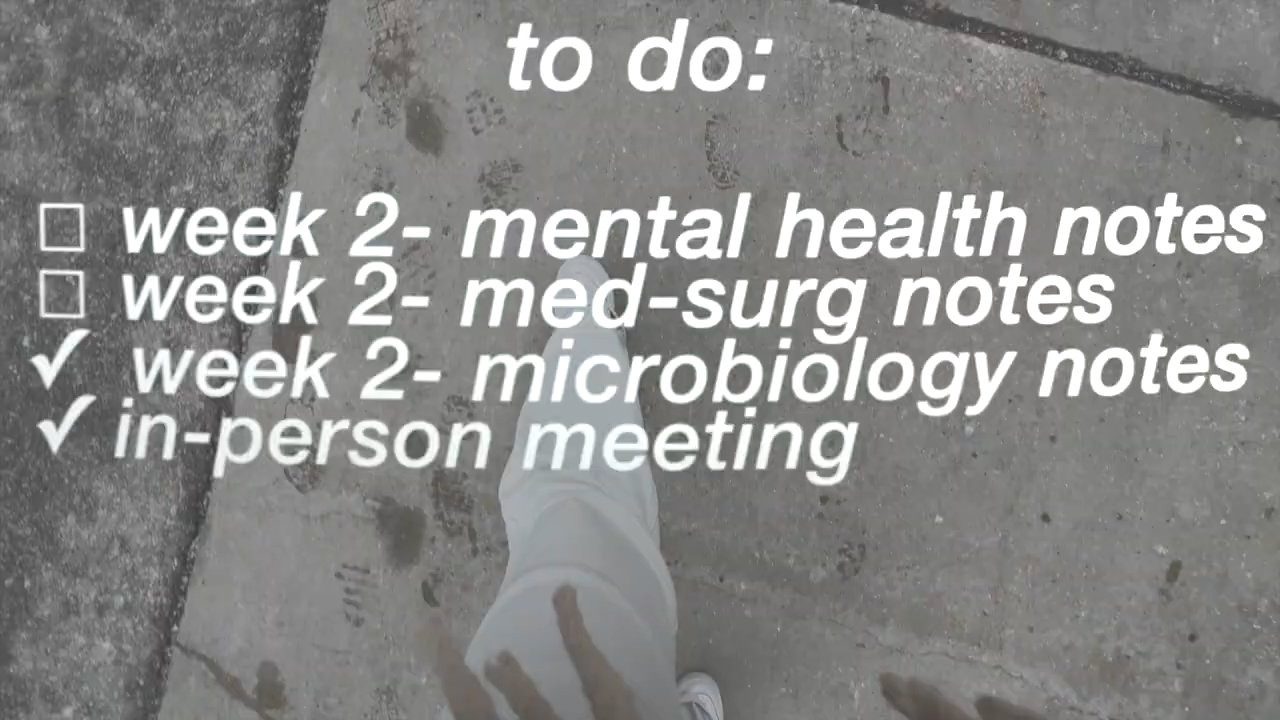 to do:
☐ week 2- mental health notes
☐ week 2- med-surg notes
✓ week 2- microbiology notes
✓ in-person meeting